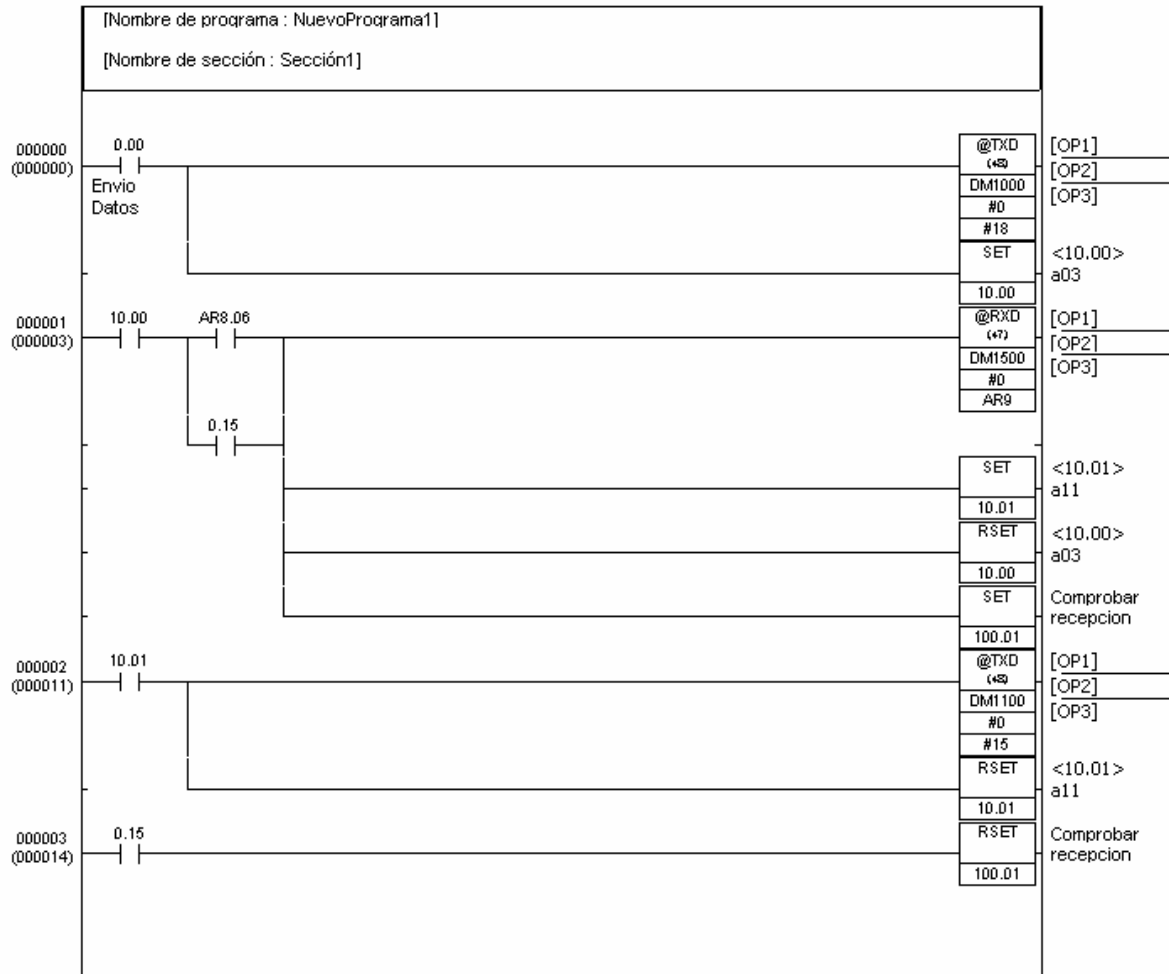 [Nombre de programa : NuevoPrograma1]
[Nombre de sección : Sección1]
000000
(000000)
0.00
Envio
Datos
@TXD
(48)
DM1000
#0
#18
[OP1]
[OP2]
[OP3]
SET
10.00
<10.00>
a03
000001
(000003)
10.00
AR8.06
0.15
@RXD
(47)
DM1500
#0
AR9
[OP1]
[OP2]
[OP3]
SET
10.01
<10.01>
a11
RSET
10.00
<10.00>
a03
SET
100.01
Comprobar
recepcion
000002
(000011)
10.01
@TXD
(48)
DM1100
#0
#15
[OP1]
[OP2]
[OP3]
RSET
10.01
<10.01>
a11
000003
(000014)
0.15
RSET
100.01
Comprobar
recepcion